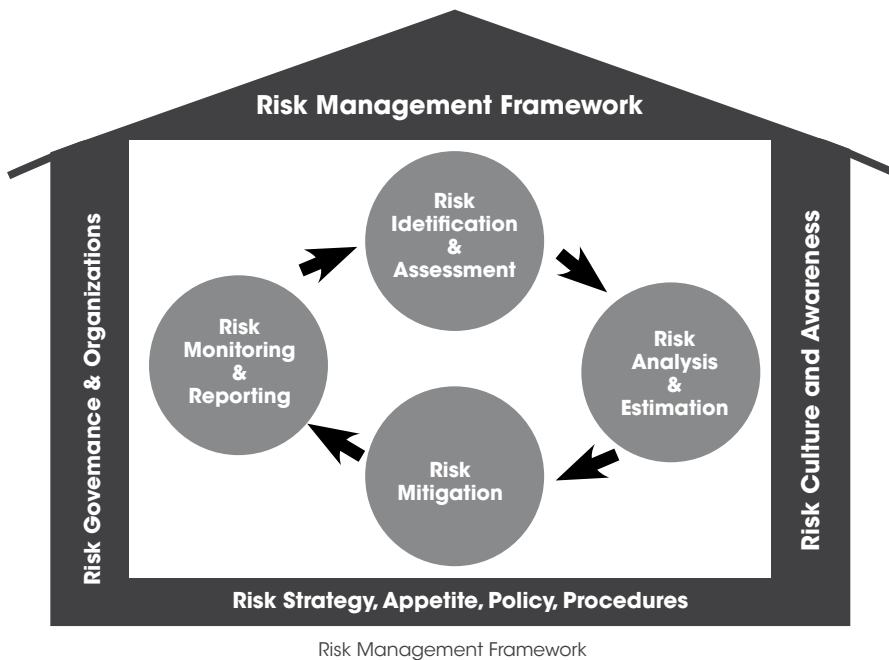 Risk Management Framework
Risk
Idetification
&
Assessment
Risk
Analysis
&
Estimation
Risk
Mitigation
Risk
Monitoring
&
Reporting
Risk Governance & Organizations
Risk Culture and Awareness
Risk Strategy, Appetite, Policy, Procedures
Risk Management Framework